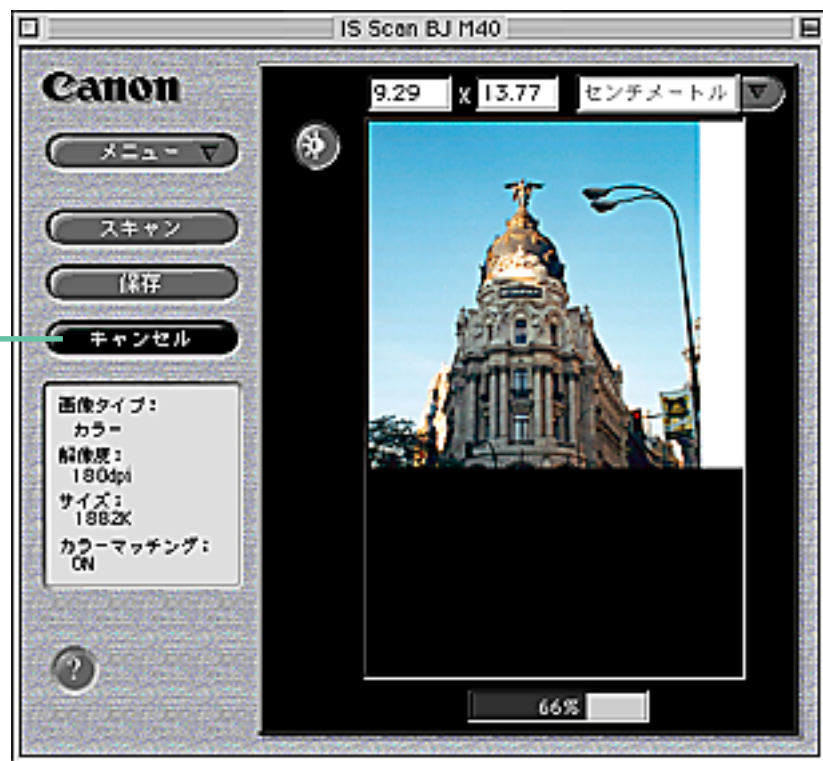 IS Scan BJ M40
Canon
9.29 X 13.77 センチメートル
メニュー
スキャン
保存
キャンセル
画像タイプ：
カラー
解像度：
180dpi
サイズ：
1882K
カラーマッチング：
ON
?
66%